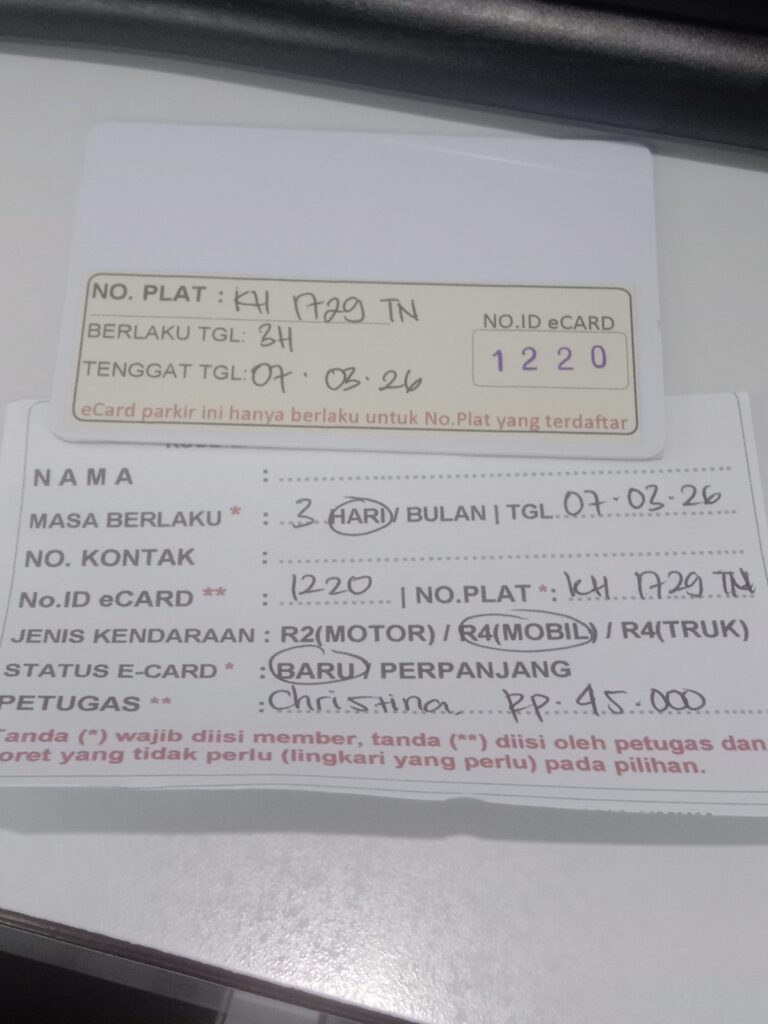 NO. PLAT : KH 1729 TN
BERLAKU TGL: 3H
TENGGAT TGL: 07 . 03 . 26
NO.ID eCARD
1220
eCard parkir ini hanya berlaku untuk No.Plat yang terdaftar
NAMA :
MASA BERLAKU * : 3 HARI / BULAN | TGL. 07.03.26
NO. KONTAK :
No.ID eCARD ** : 1220 | NO.PLAT *: KH 1729 TN
JENIS KENDARAAN : R2(MOTOR) / R4(MOBIL) / R4(TRUK)
STATUS E-CARD * : BARU / PERPANJANG
PETUGAS ** : Christina Rp. 45.000
Tanda (*) wajib diisi member, tanda (**) diisi oleh petugas dan
oret yang tidak perlu (lingkari yang perlu) pada pilihan.